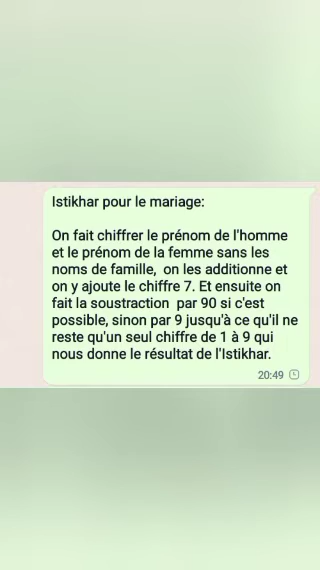 Istikhar pour le mariage:
On fait chiffrer le prénom de l'homme
et le prénom de la femme sans les
noms de famille,  on les additionne et
on y ajoute le chiffre 7. Et ensuite on
fait la soustraction  par 90 si c'est
possible, sinon par 9 jusqu'à ce qu'il ne
reste qu'un seul chiffre de 1 à 9 qui
nous donne le résultat de l'Istikhar.
20:49